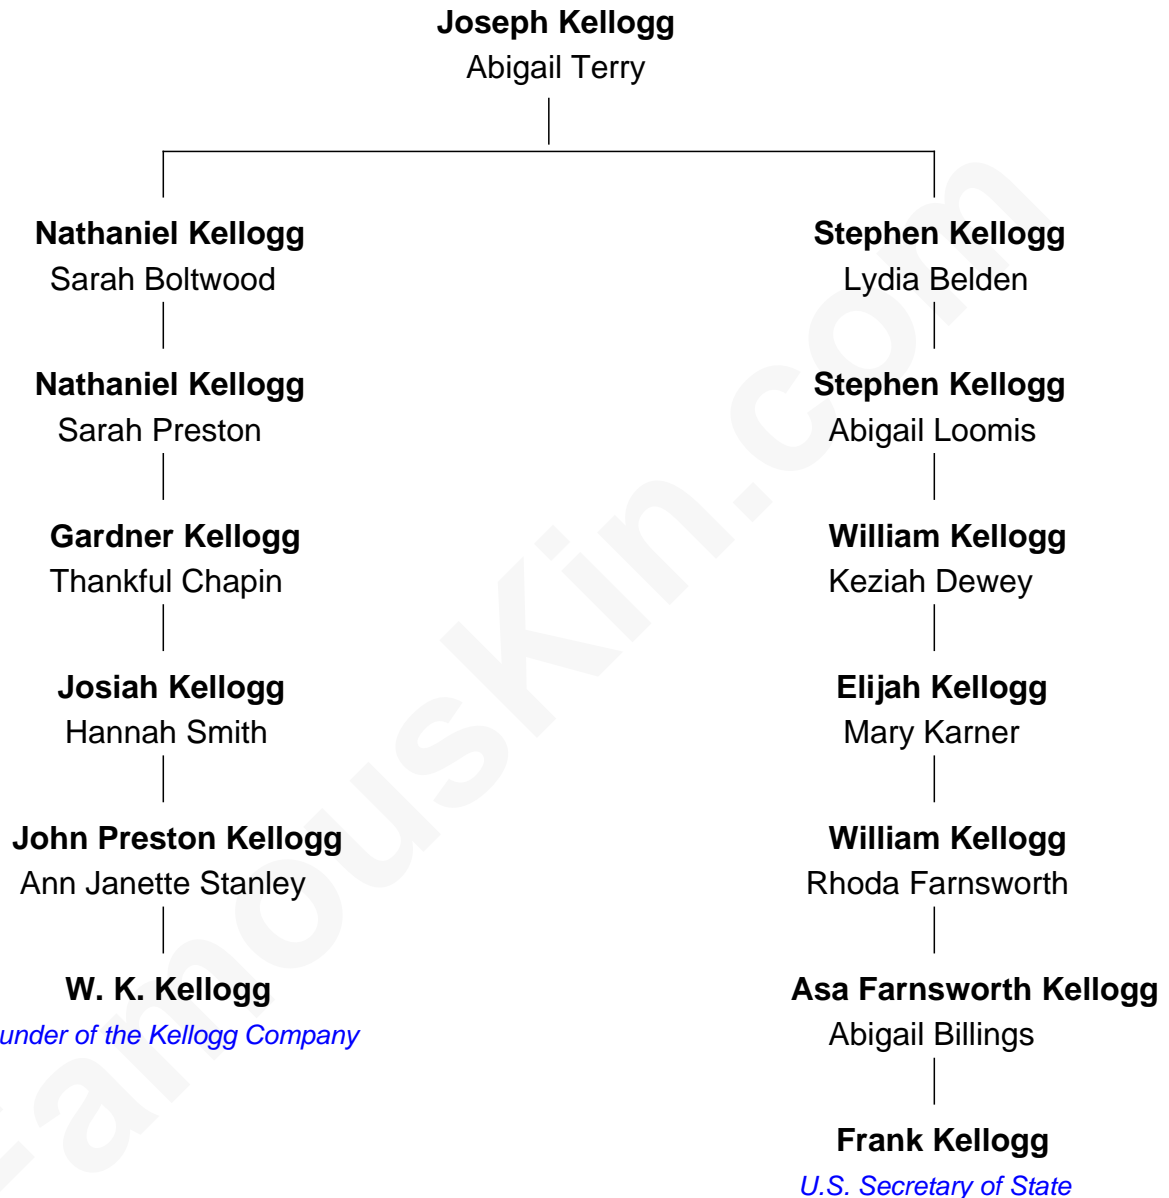 Joseph Kellogg
Abigail Terry
Nathaniel Kellogg
Sarah Boltwood
Stephen Kellogg
Lydia Belden
Nathaniel Kellogg
Sarah Preston
Stephen Kellogg
Abigail Loomis
Gardner Kellogg
Thankful Chapin
William Kellogg
Keziah Dewey
Josiah Kellogg
Hannah Smith
Elijah Kellogg
Mary Karner
John Preston Kellogg
Ann Janette Stanley
William Kellogg
Rhoda Farnsworth
W. K. Kellogg
under of the Kellogg Company
Asa Farnsworth Kellogg
Abigail Billings
Frank Kellogg
U.S. Secretary of State
FamousKin.com